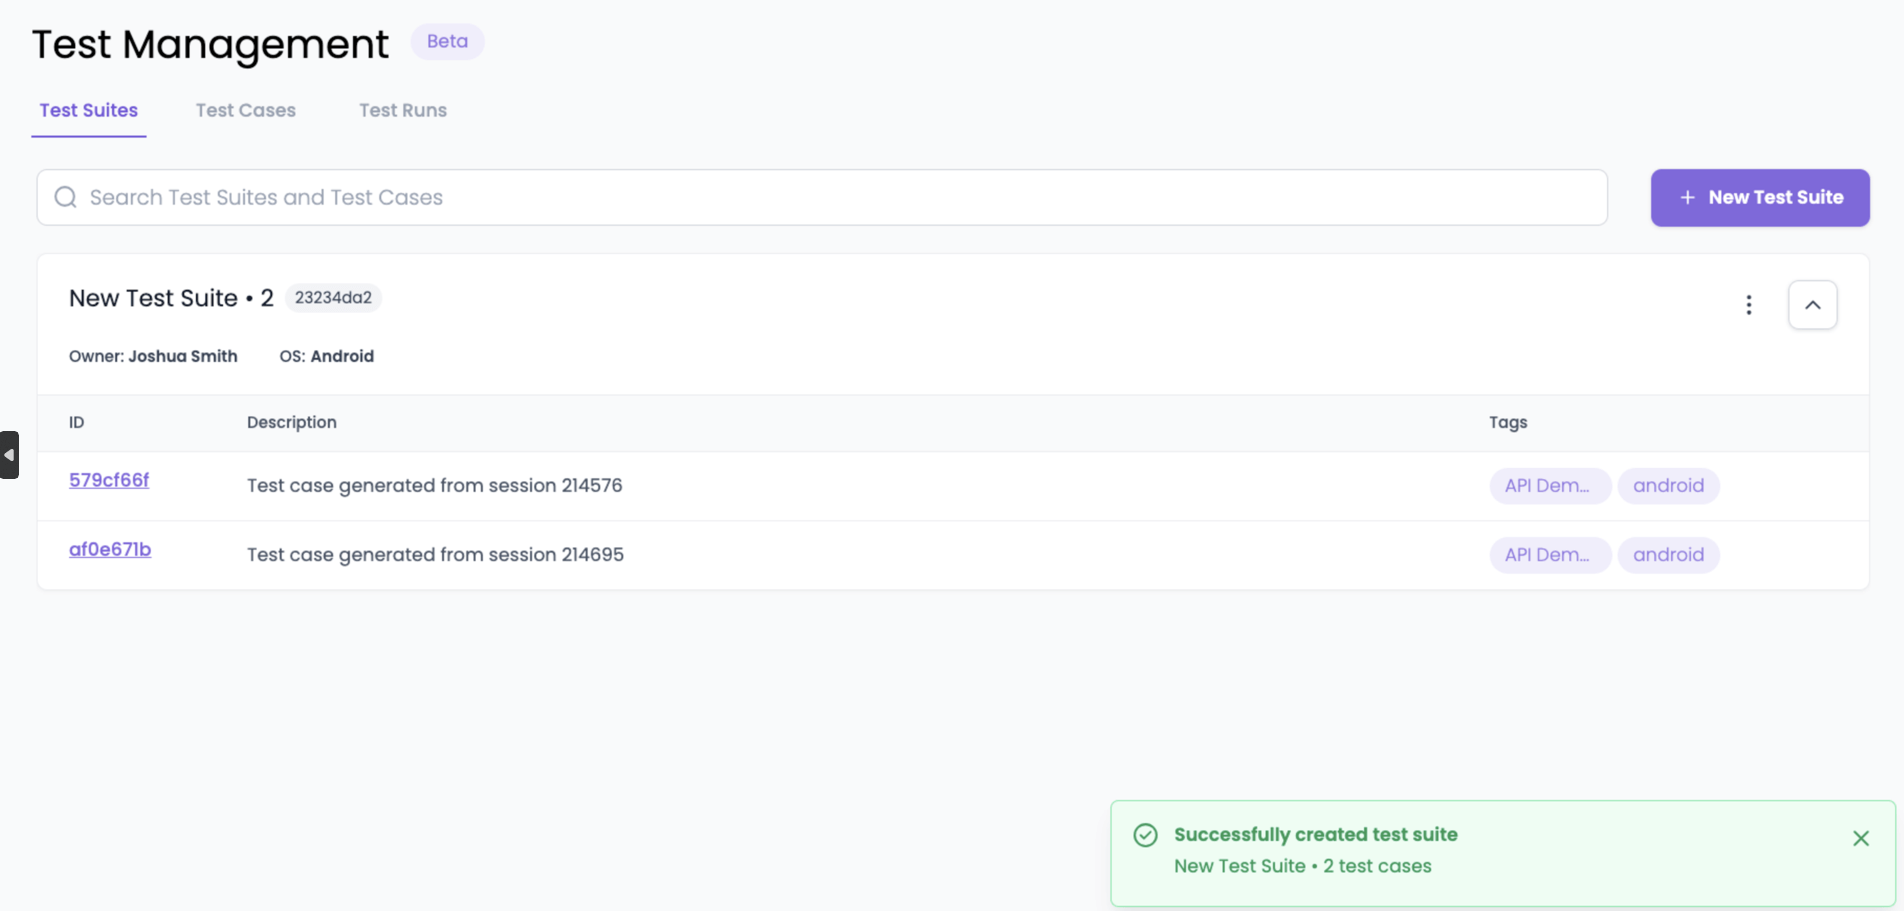 Test Management Beta
Test Suites Test Cases Test Runs
Search Test Suites and Test Cases
+ New Test Suite
New Test Suite • 2 23234da2
Owner: Joshua Smith OS: Android
ID Description Tags
579cf66f Test case generated from session 214576 API Dem... android
af0e671b Test case generated from session 214695 API Dem... android
Successfully created test suite
New Test Suite • 2 test cases